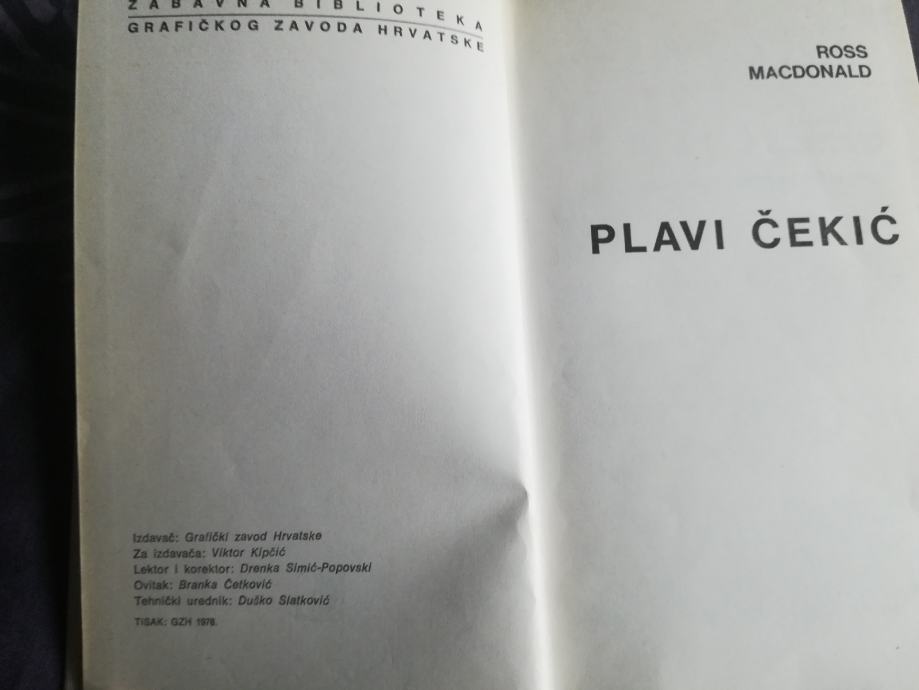 ZABAVNA BIBLIOTEKA
GRAFIČKOG ZAVODA HRVATSKE
Izdavač: Grafički zavod Hrvatske
Za izdavača: Viktor Kipčić
Lektor i korektor: Drenka Simić-Popovski
Ovitak: Branka Četković
Tehnički urednik: Duško Slatković
TISAK: GZH 1978.
ROSS
MACDONALD
PLAVI ČEKIĆ